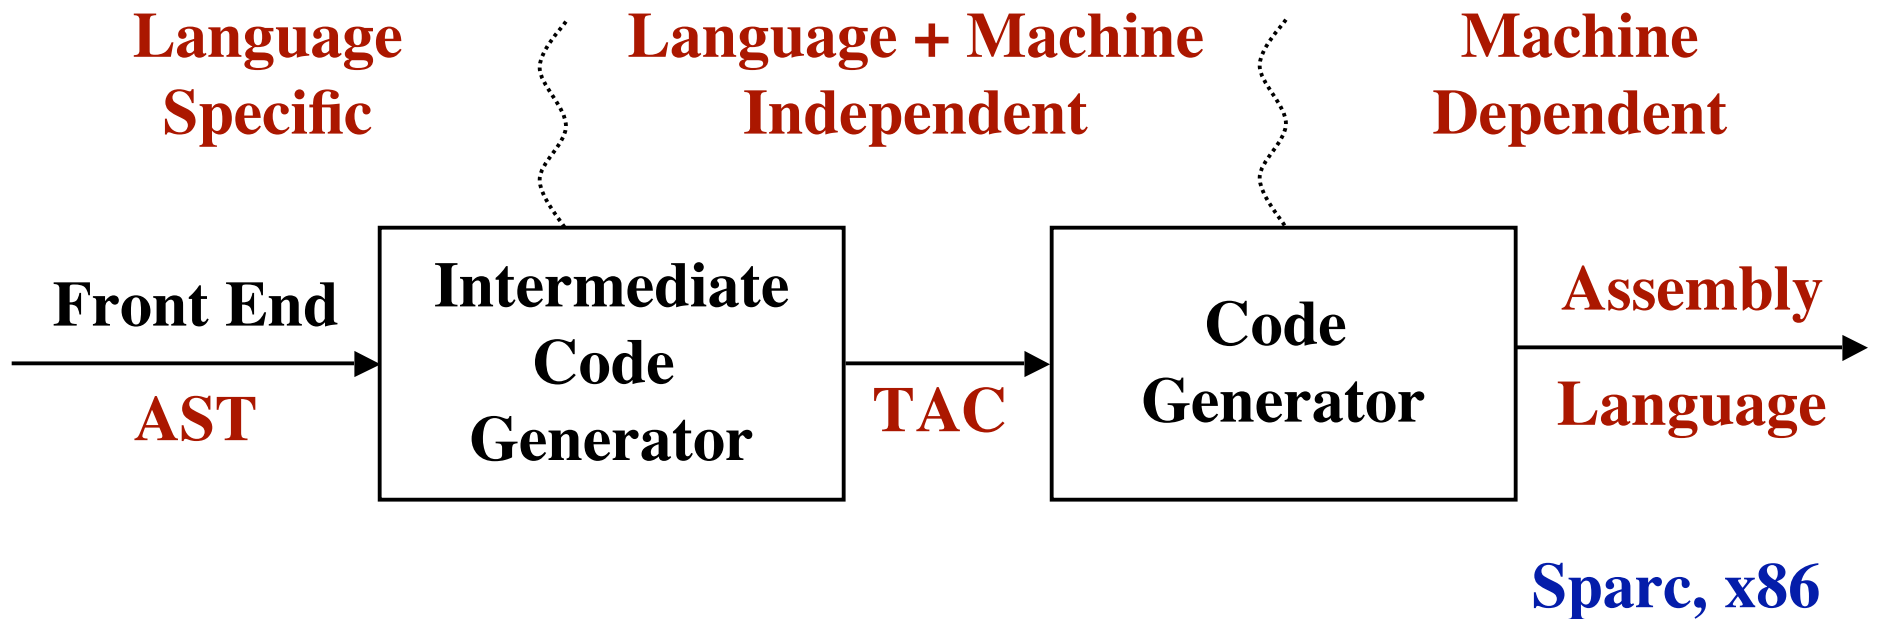 Language
Specific
Language + Machine
Independent
Machine
Dependent
Front End
AST
Intermediate
Code
Generator
TAC
Code
Generator
Assembly
Language
Sparc, x86